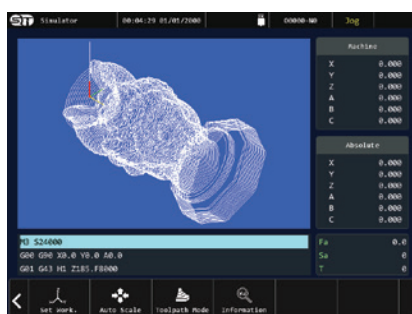 ST Simulator 00:04:29 01/01/2000 O0000-N0 Jog
Machine
X 0.000
Y 0.000
Z 0.000
A 0.000
B 0.000
C 0.000
Absolute
X 0.000
Y 0.000
Z 0.000
A 0.000
B 0.000
C 0.000
M3 S24000
G00 G90 X0.0 Y0.0 A0.0
G01 G43 H1 Z185.F8000
Fa 0.0
Sa 0
T 0
Set Work. Auto Scale Toolpath Mode Information